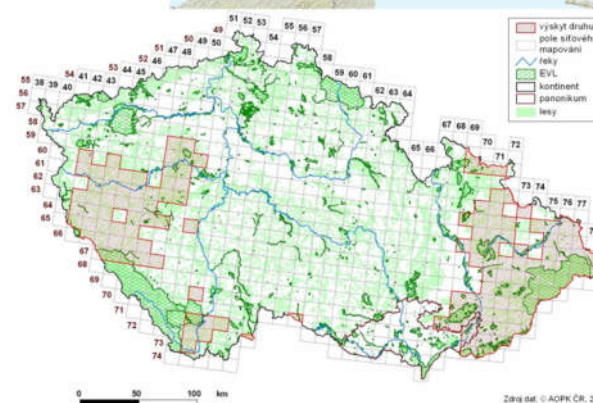 51 52 53 55 56 57
49 54 58
51 50 49 50 59 60 61
52 47 48 62 63 64
53 46
54 44 45
55 38 39 40 41 42 43
56
57
58
59
60
61
62
63
64
65
66
67
68
69
70
71
72
73
74
65 66
67 68 69
70 71 72
73 74
75 76 77
výskyt druhu
pole síťového
mapování
řeky
EVL
kontinent
panonikum
lesy
0 50 100 km
Zdroj dat: © AOPK ČR, 2